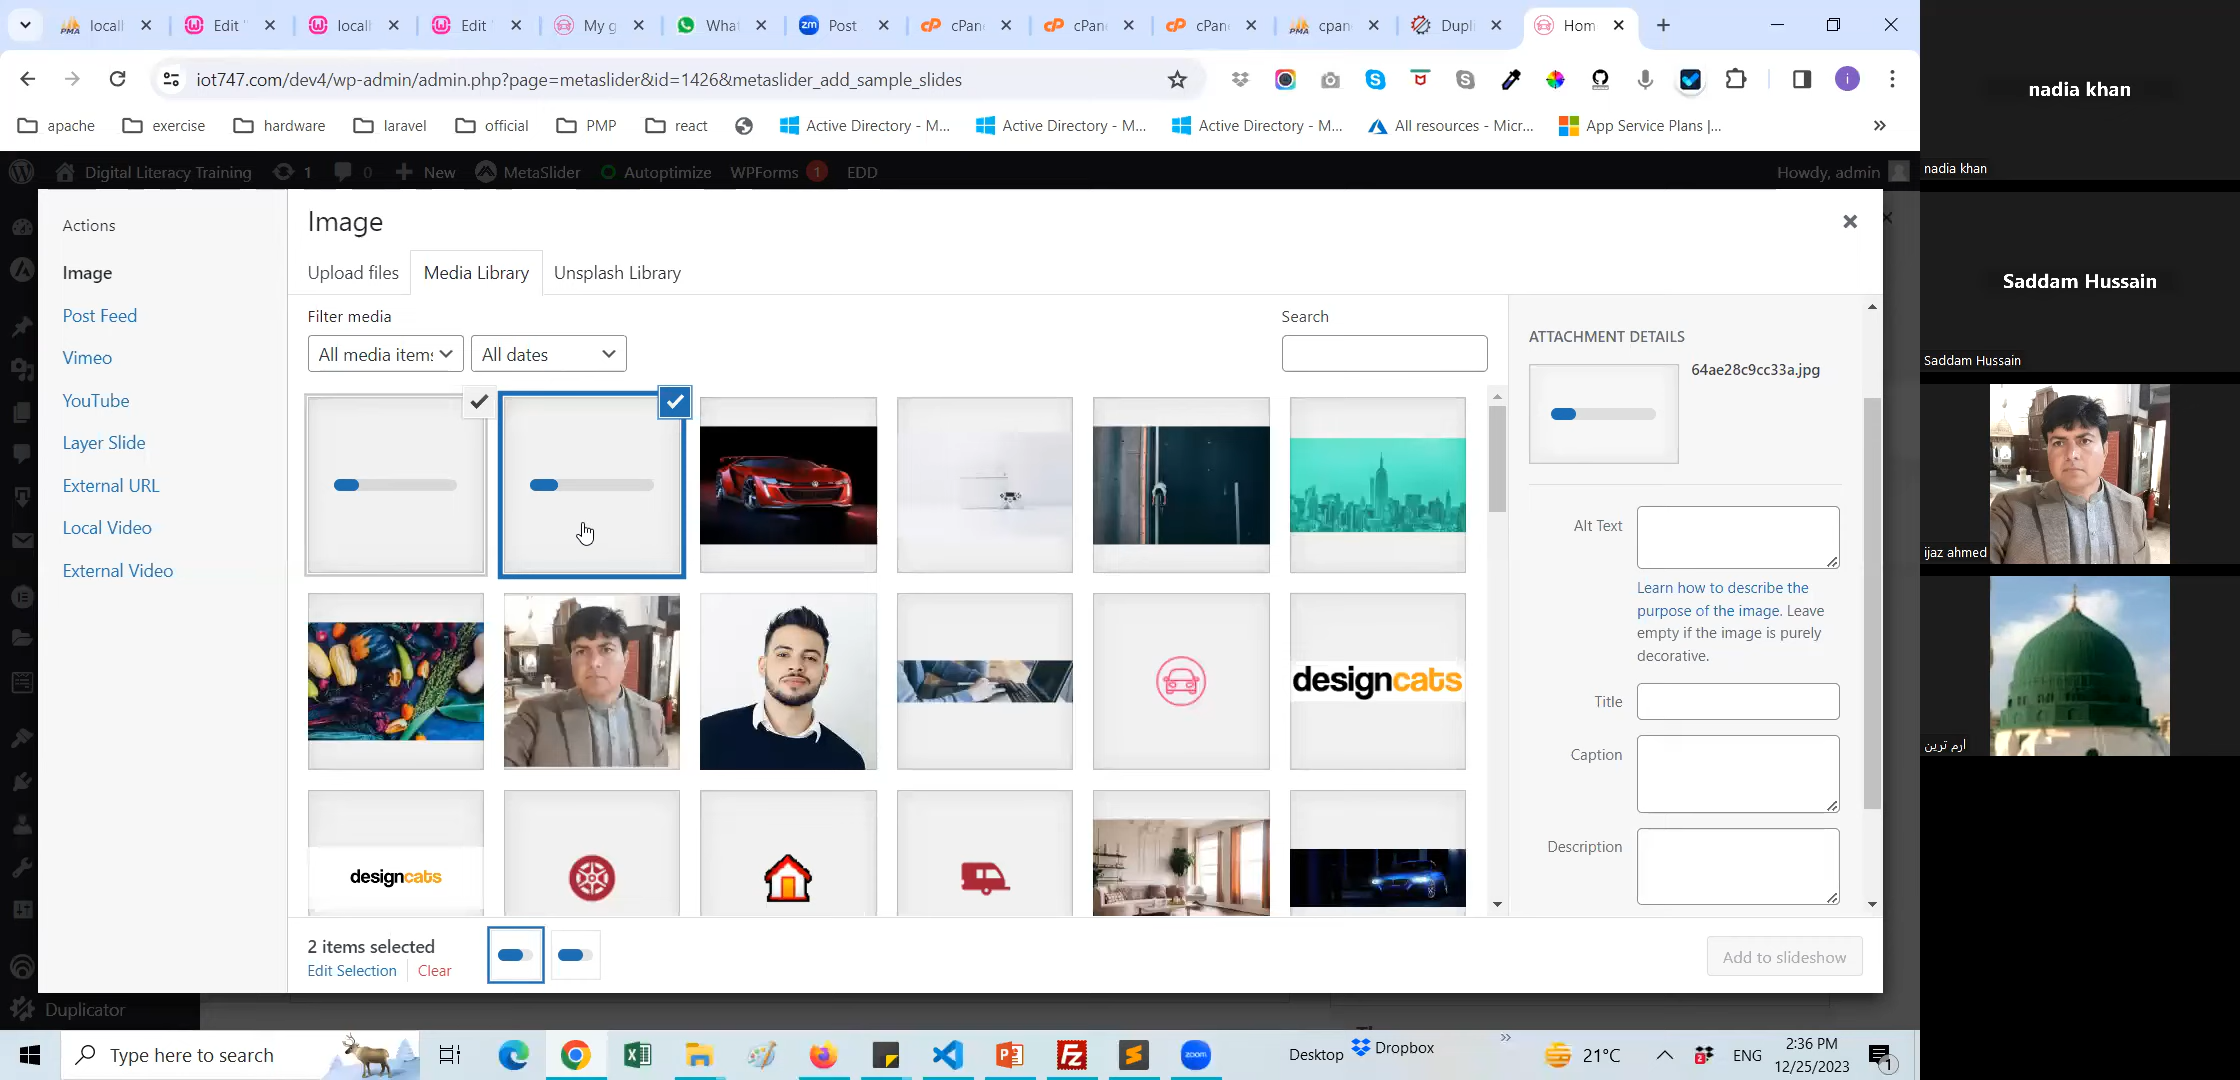 locall
Edit "
locall
Edit "
My g
What
Post
cPan
cPan
cPan
cpan
Dupli
Hom
iot747.com/dev4/wp-admin/admin.php?page=metaslider&id=1426&metaslider_add_sample_slides
apache
exercise
hardware
laravel
official
PMP
react
Active Directory - M...
Active Directory - M...
Active Directory - M...
All resources - Micr...
App Service Plans |...
Digital Literacy Training
1
0
New
MetaSlider
Autoptimize
WPForms 1
EDD
Howdy, admin
Actions
Image
Post Feed
Vimeo
YouTube
Layer Slide
External URL
Local Video
External Video
Duplicator
Image
Upload files
Media Library
Unsplash Library
Filter media
All media items
All dates
Search
designcats
designcats
ATTACHMENT DETAILS
64ae28c9cc33a.jpg
Alt Text
Learn how to describe the
purpose of the image. Leave
empty if the image is purely
decorative.
Title
Caption
Description
2 items selected
Edit Selection
Clear
Add to slideshow
nadia khan
nadia khan
Saddam Hussain
Saddam Hussain
ijaz ahmed
ارم ترین
Type here to search
zoom
Desktop
Dropbox
21°C
2
ENG
2:36 PM
12/25/2023
1